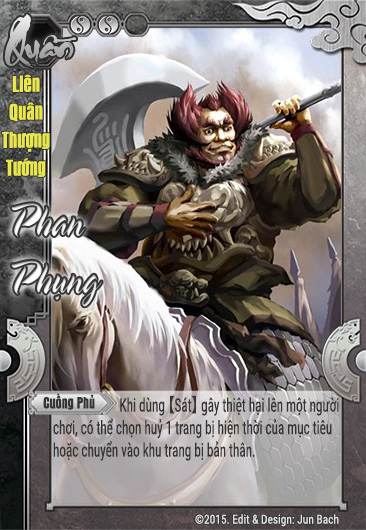 Quần
Liên
Quân
Thượng
Tướng
Phan
Phụng
Cuồng Phủ
Khi dùng【Sát】gây thiệt hại lên một người
chơi, có thể chọn huỷ 1 trang bị hiện thời của mục tiêu
hoặc chuyển vào khu trang bị bản thân.
©2015. Edit & Design: Jun Bach